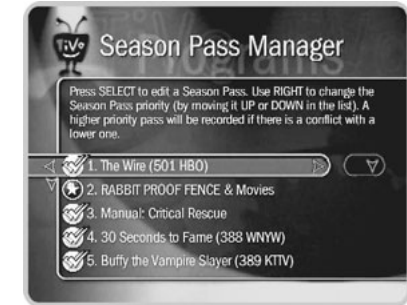 TiVo
Season Pass Manager
Press SELECT to edit a Season Pass. Use RIGHT to change the
Season Pass priority (by moving it UP or DOWN in the list). A
higher priority pass will be recorded if there is a conflict with a
lower one.
1. The Wire (501 HBO)
2. RABBIT PROOF FENCE & Movies
3. Manual: Critical Rescue
4. 30 Seconds to Fame (388 WNYW)
5. Buffy the Vampire Slayer (389 KTTV)